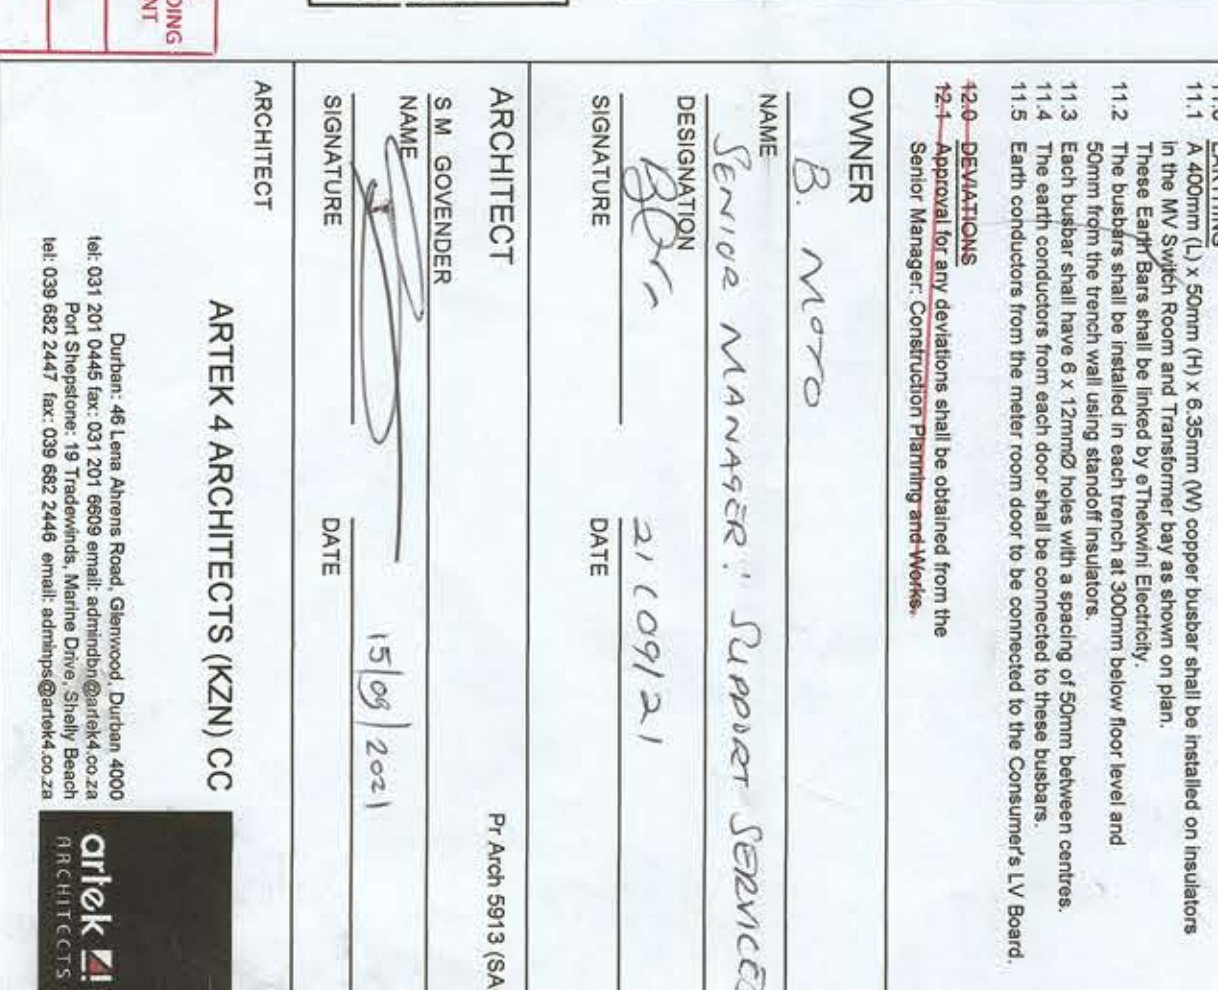 11.0 EARTHING
11.1 A 400mm (L) x 50mm (H) x 6.35mm (W) copper busbar shall be installed on insulators
in the MV Switch Room and Transformer bay as shown on plan.
These Earth Bars shall be linked by eThekwini Electricity.
11.2 The busbars shall be installed in each trench at 300mm below floor level and
50mm from the trench wall using standoff insulators.
11.3 Each busbar shall have 6 x 12mmØ holes with a spacing of 50mm between centres.
11.4 The earth conductors from each door shall be connected to these busbars.
11.5 Earth conductors from the meter room door to be connected to the Consumer's LV Board.
12.0 DEVIATIONS
12.1 Approval for any deviations shall be obtained from the
Senior Manager: Construction Planning and Works.
OWNER
B. MOTO
NAME
SENIOR MANAGER: SUPPORT SERVICES
DESIGNATION
21/09/21
SIGNATURE DATE
ARCHITECT
Pr Arch 5913 (SA
S M GOVENDER
NAME
15/09/2021
SIGNATURE DATE
ARCHITECT
ARTEK 4 ARCHITECTS (KZN) CC
Durban: 46 Lena Ahrens Road, Glenwood, Durban 4000
tel: 031 201 0445 fax: 031 201 6609 email: admindbn@artek4.co.za
Port Shepstone: 19 Tradewinds, Marine Drive, Shelly Beach
tel: 039 682 2447 fax: 039 682 2446 email: adminps@artek4.co.za
artek 4
ARCHITECTS
DING
NT